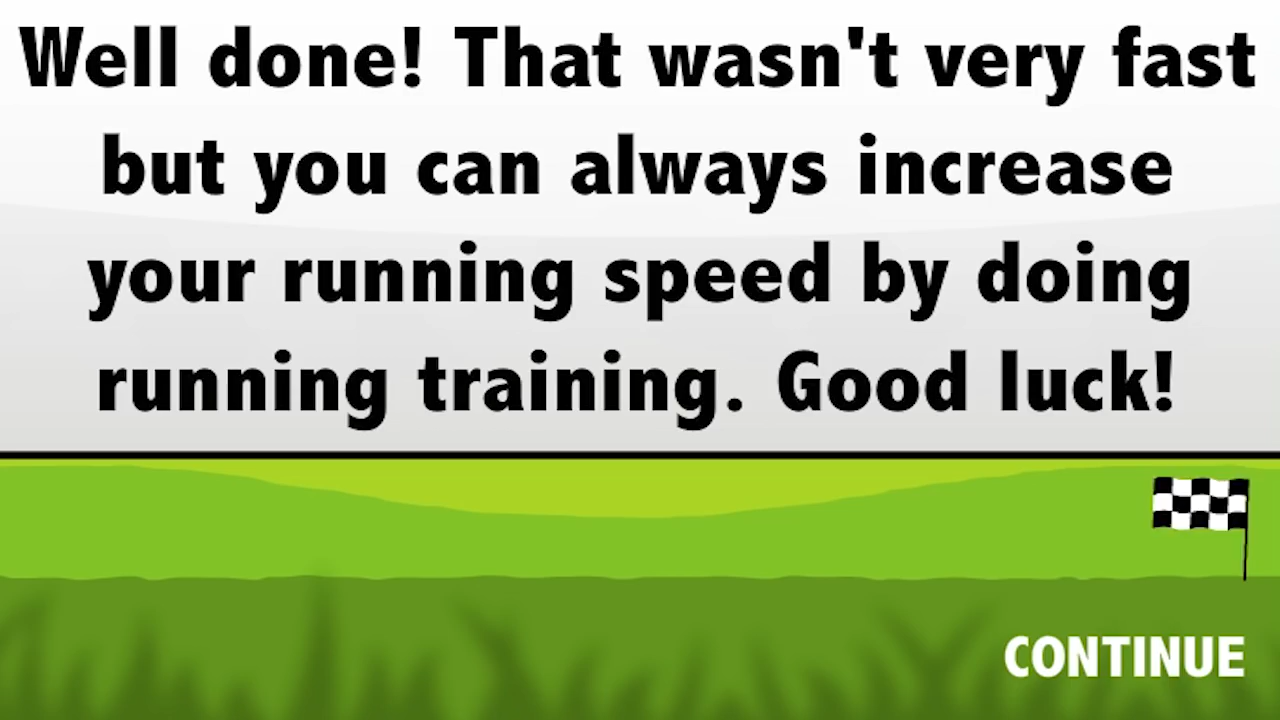 Well done! That wasn't very fast
but you can always increase
your running speed by doing
running training. Good luck!
CONTINUE